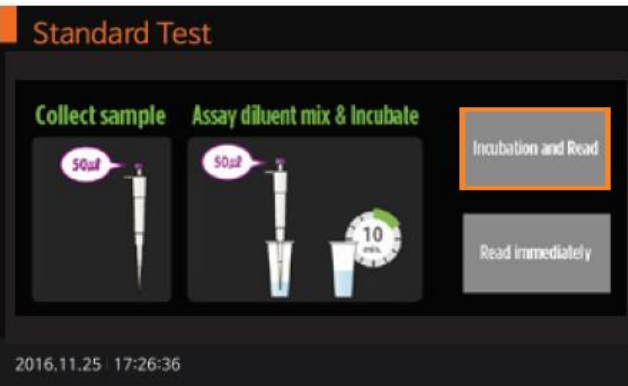 Standard Test
Collect sample
Assay diluent mix & Incubate
50μl
50μl
10
min.
Incubation and Read
Read immediately
2016.11.25 17:26:36